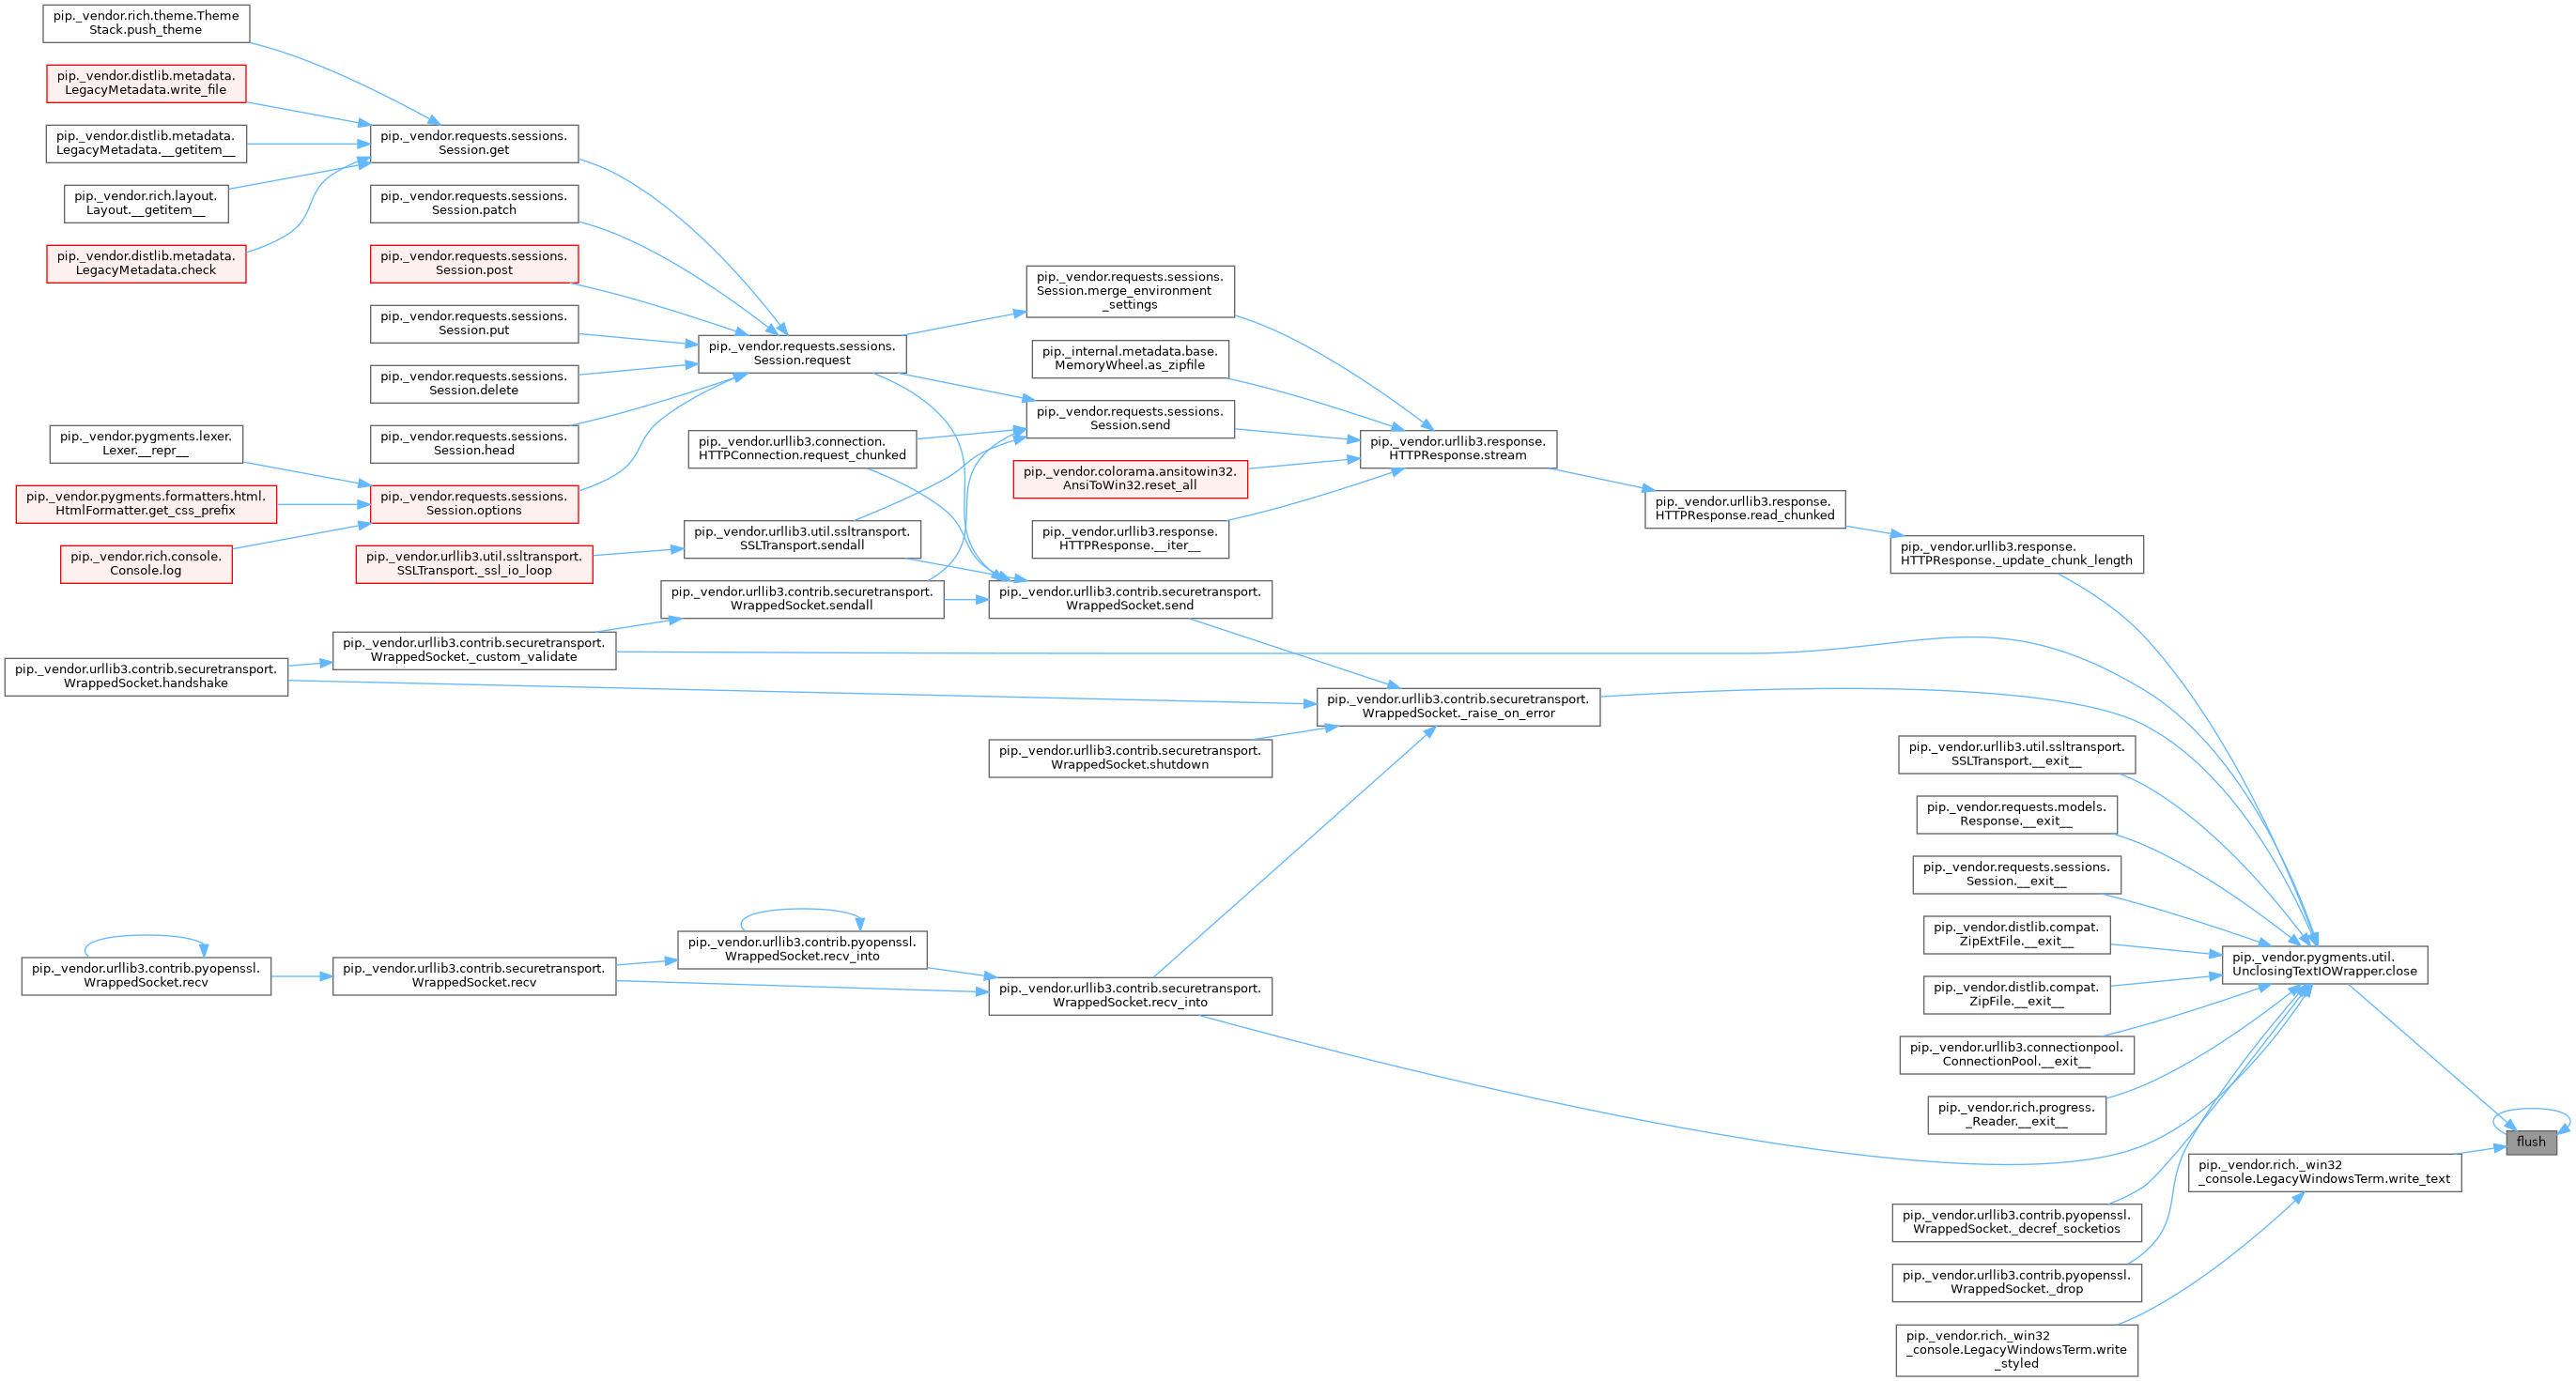 pip._vendor.rich.theme.Theme
Stack.push_theme
pip._vendor.distlib.metadata.
LegacyMetadata.write_file
pip._vendor.distlib.metadata.
LegacyMetadata.__getitem__
pip._vendor.rich.layout.
Layout.__getitem__
pip._vendor.distlib.metadata.
LegacyMetadata.check
pip._vendor.pygments.lexer.
Lexer.__repr__
pip._vendor.pygments.formatters.html.
HtmlFormatter.get_css_prefix
pip._vendor.rich.console.
Console.log
pip._vendor.urllib3.contrib.securetransport.
WrappedSocket.handshake
pip._vendor.urllib3.contrib.pyopenssl.
WrappedSocket.recv
pip._vendor.requests.sessions.
Session.get
pip._vendor.requests.sessions.
Session.patch
pip._vendor.requests.sessions.
Session.post
pip._vendor.requests.sessions.
Session.put
pip._vendor.requests.sessions.
Session.delete
pip._vendor.requests.sessions.
Session.head
pip._vendor.requests.sessions.
Session.options
pip._vendor.urllib3.util.ssltransport.
SSLTransport._ssl_io_loop
pip._vendor.urllib3.contrib.securetransport.
WrappedSocket._custom_validate
pip._vendor.urllib3.contrib.securetransport.
WrappedSocket.recv
pip._vendor.requests.sessions.
Session.request
pip._vendor.urllib3.connection.
HTTPConnection.request_chunked
pip._vendor.urllib3.util.ssltransport.
SSLTransport.sendall
pip._vendor.urllib3.contrib.securetransport.
WrappedSocket.sendall
pip._vendor.urllib3.contrib.pyopenssl.
WrappedSocket.recv_into
pip._vendor.requests.sessions.
Session.merge_environment
_settings
pip._internal.metadata.base.
MemoryWheel.as_zipfile
pip._vendor.requests.sessions.
Session.send
pip._vendor.colorama.ansitowin32.
AnsiToWin32.reset_all
pip._vendor.urllib3.response.
HTTPResponse.__iter__
pip._vendor.urllib3.contrib.securetransport.
WrappedSocket.send
pip._vendor.urllib3.contrib.securetransport.
WrappedSocket.shutdown
pip._vendor.urllib3.contrib.securetransport.
WrappedSocket.recv_into
pip._vendor.urllib3.response.
HTTPResponse.stream
pip._vendor.urllib3.contrib.securetransport.
WrappedSocket._raise_on_error
pip._vendor.urllib3.response.
HTTPResponse.read_chunked
pip._vendor.urllib3.response.
HTTPResponse._update_chunk_length
pip._vendor.urllib3.util.ssltransport.
SSLTransport.__exit__
pip._vendor.requests.models.
Response.__exit__
pip._vendor.requests.sessions.
Session.__exit__
pip._vendor.distlib.compat.
ZipExtFile.__exit__
pip._vendor.distlib.compat.
ZipFile.__exit__
pip._vendor.urllib3.connectionpool.
ConnectionPool.__exit__
pip._vendor.rich.progress.
_Reader.__exit__
pip._vendor.urllib3.contrib.pyopenssl.
WrappedSocket._decref_socketios
pip._vendor.urllib3.contrib.pyopenssl.
WrappedSocket._drop
pip._vendor.rich._win32
_console.LegacyWindowsTerm.write
_styled
pip._vendor.pygments.util.
UnclosingTextIOWrapper.close
pip._vendor.rich._win32
_console.LegacyWindowsTerm.write_text
flush